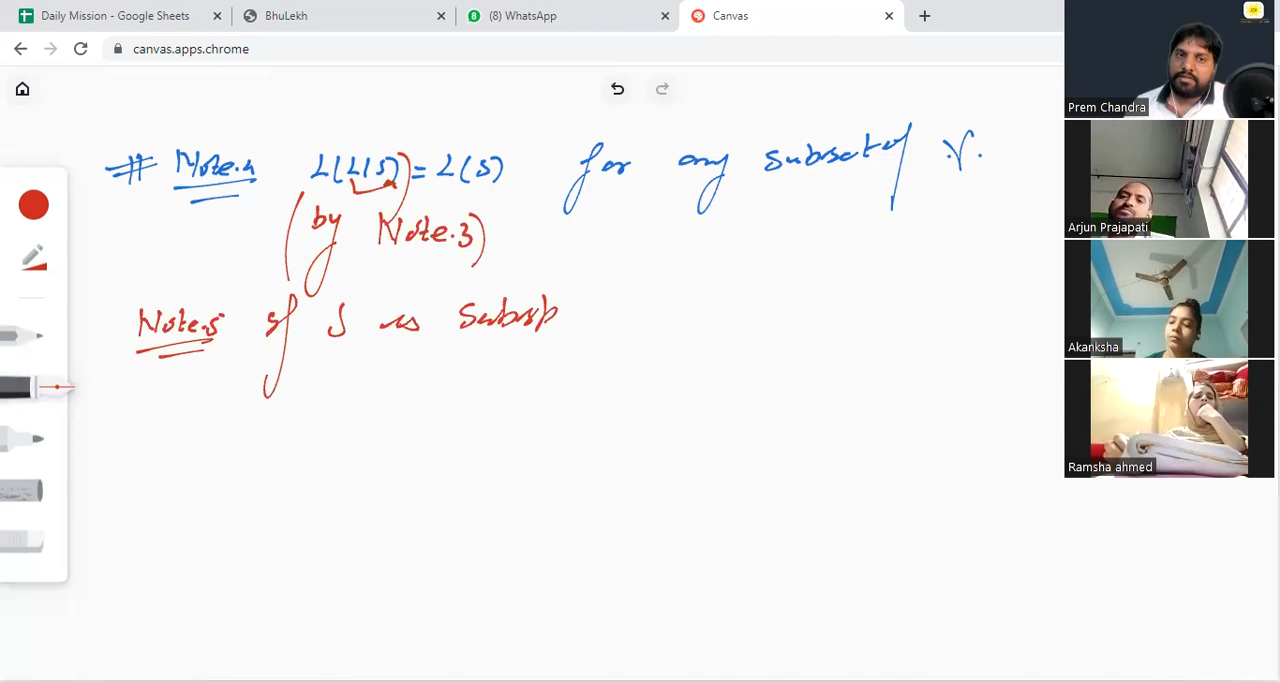 Daily Mission - Google Sheets
BhuLekh
(8) WhatsApp
Canvas
canvas.apps.chrome
# Note.4 L(L(S)) = L(S) for any subset of V.
(by Note.3)
Note.5 if S is Subsp
Prem Chandra
Arjun Prajapati
Akanksha
Ramsha ahmed